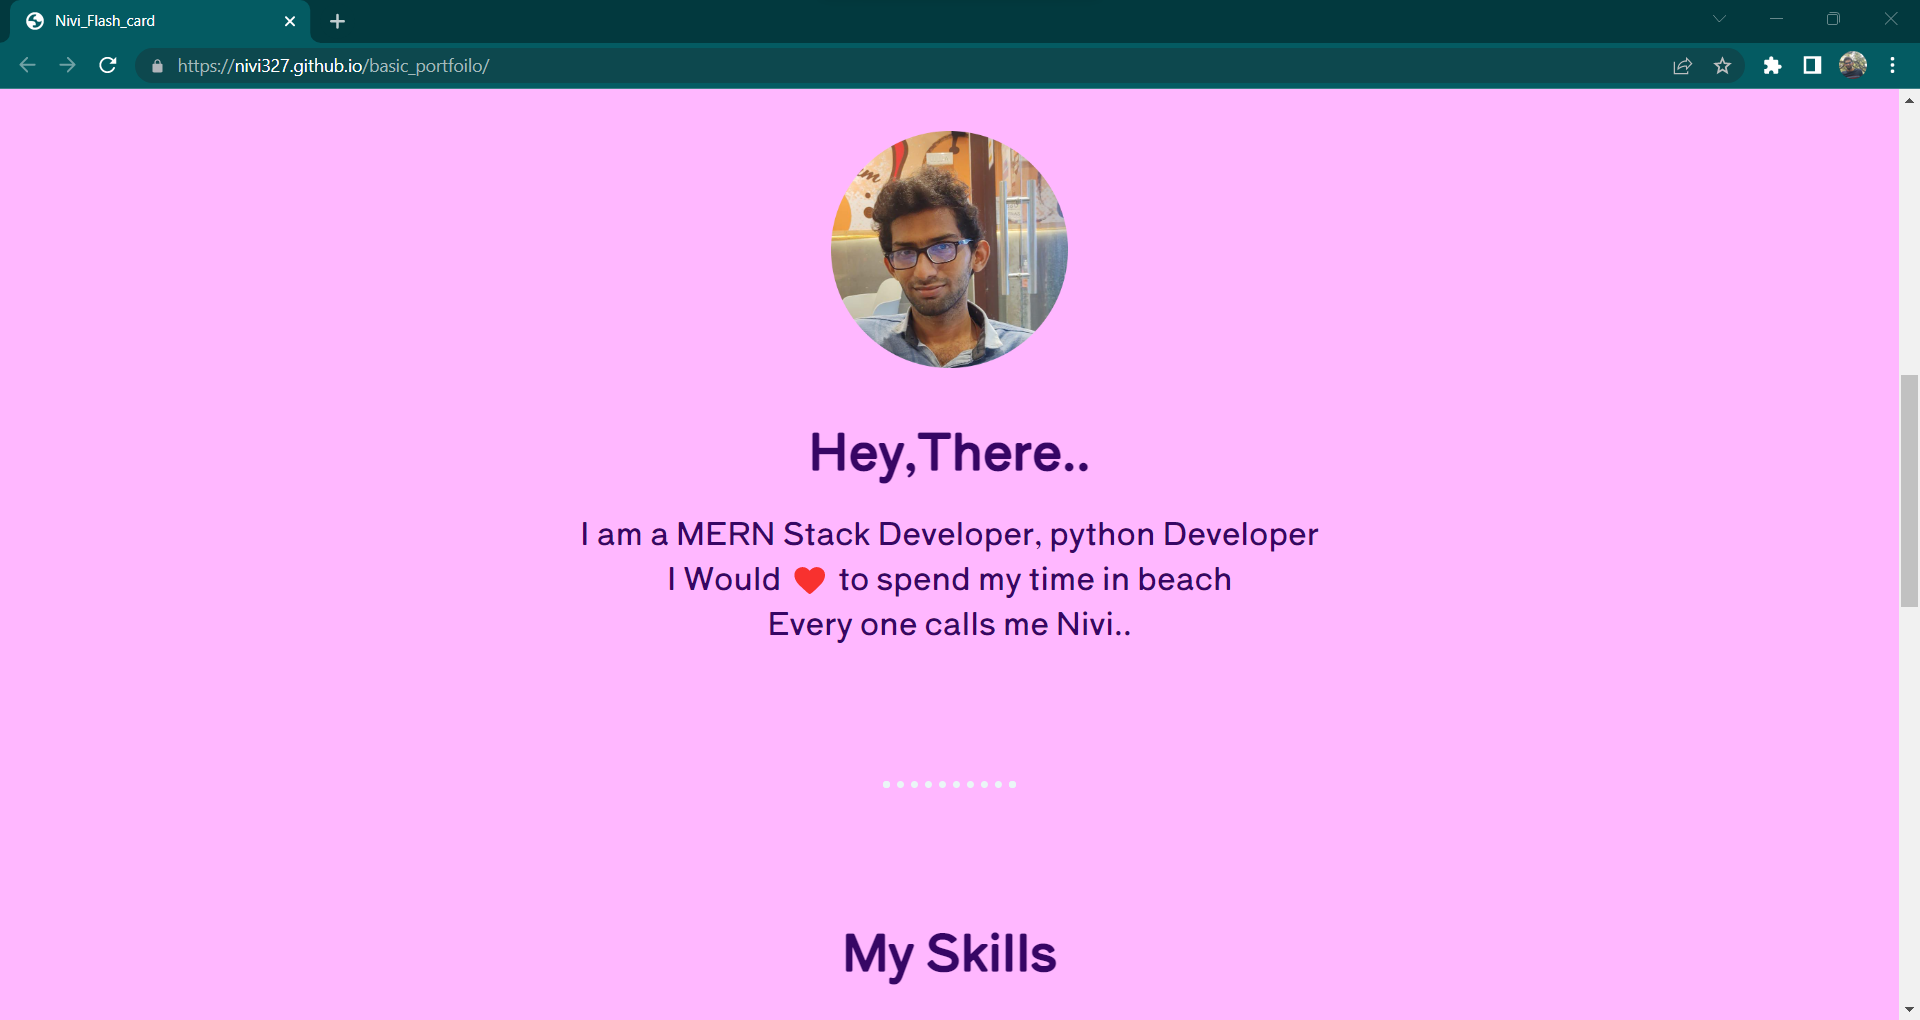 Nivi_Flash_card
https://nivi327.github.io/basic_portfoilo/
Hey,There..
I am a MERN Stack Developer, python Developer
I Would ❤️ to spend my time in beach
Every one calls me Nivi..
My Skills